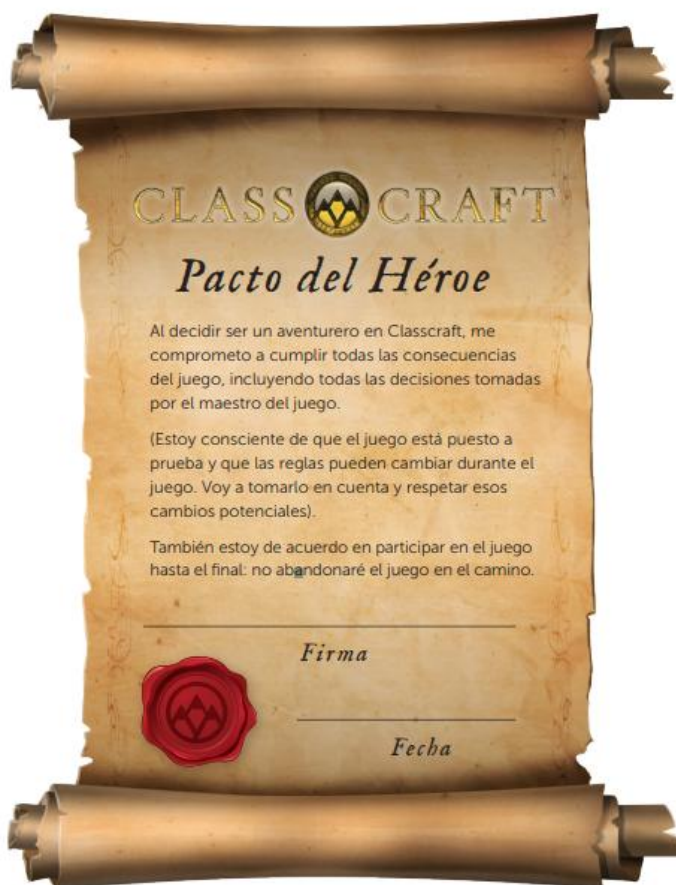 CLASS CRAFT
Pacto del Héroe
Al decidir ser un aventurero en Classcraft, me
comprometo a cumplir todas las consecuencias
del juego, incluyendo todas las decisiones tomadas
por el maestro del juego.
(Estoy consciente de que el juego está puesto a
prueba y que las reglas pueden cambiar durante el
juego. Voy a tomarlo en cuenta y respetar esos
cambios potenciales).
También estoy de acuerdo en participar en el juego
hasta el final: no abandonaré el juego en el camino.
Firma
Fecha